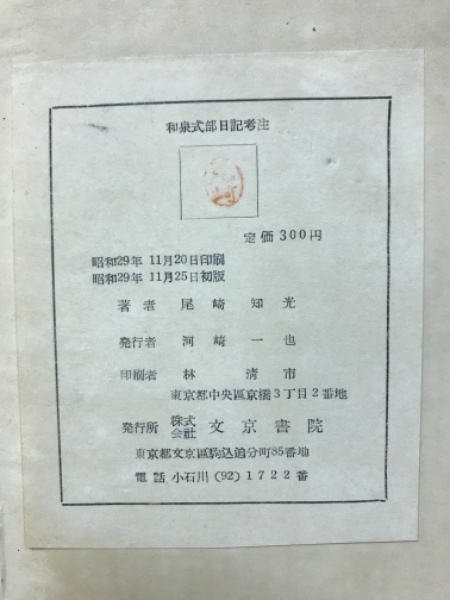 和泉式部日記考注
定価300円
昭和29年 11月20日印刷
昭和29年 11月25日初版
著者 尾崎知光
発行者 河崎一也
印刷者 林清市
東京都中央區京橋3丁目2番地
発行所 株式会社 文京書院
東京都文京區駒込追分町85番地
電話 小石川(92)1722番